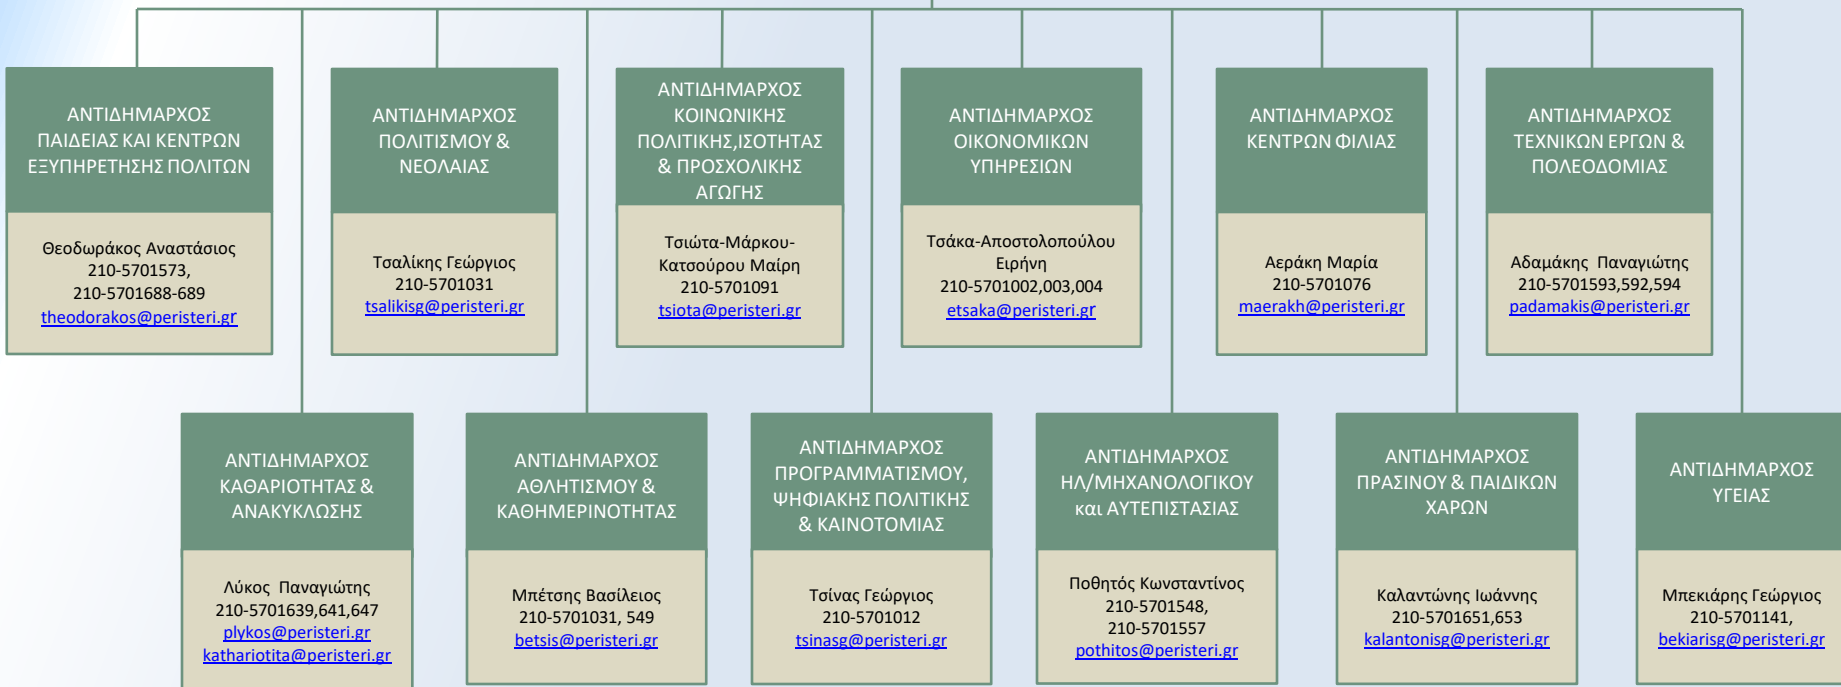 ΑΝΤΙΔΗΜΑΡΧΟΣ
ΠΑΙΔΕΙΑΣ ΚΑΙ ΚΕΝΤΡΩΝ
ΕΞΥΠΗΡΕΤΗΣΗΣ ΠΟΛΙΤΩΝ
Θεοδωράκος Αναστάσιος
210-5701573,
210-5701688-689
theodorakos@peristeri.gr
ΑΝΤΙΔΗΜΑΡΧΟΣ
ΠΟΛΙΤΙΣΜΟΥ &
ΝΕΟΛΑΙΑΣ
Τσαλίκης Γεώργιος
210-5701031
tsalikisg@peristeri.gr
ΑΝΤΙΔΗΜΑΡΧΟΣ
ΚΟΙΝΩΝΙΚΗΣ
ΠΟΛΙΤΙΚΗΣ,ΙΣΟΤΗΤΑΣ
& ΠΡΟΣΧΟΛΙΚΗΣ
ΑΓΩΓΗΣ
Τσιώτα-Μάρκου-
Κατσούρου Μαίρη
210-5701091
tsiota@peristeri.gr
ΑΝΤΙΔΗΜΑΡΧΟΣ
ΟΙΚΟΝΟΜΙΚΩΝ
ΥΠΗΡΕΣΙΩΝ
Τσάκα-Αποστολοπούλου
Ειρήνη
210-5701002,003,004
etsaka@peristeri.gr
ΑΝΤΙΔΗΜΑΡΧΟΣ
ΚΕΝΤΡΩΝ ΦΙΛΙΑΣ
Αεράκη Μαρία
210-5701076
maerakh@peristeri.gr
ΑΝΤΙΔΗΜΑΡΧΟΣ
ΤΕΧΝΙΚΩΝ ΕΡΓΩΝ &
ΠΟΛΕΟΔΟΜΙΑΣ
Αδαμάκης Παναγιώτης
210-5701593,592,594
padamakis@peristeri.gr
ΑΝΤΙΔΗΜΑΡΧΟΣ
ΚΑΘΑΡΙΟΤΗΤΑΣ &
ΑΝΑΚΥΚΛΩΣΗΣ
Λύκος Παναγιώτης
210-5701639,641,647
plykos@peristeri.gr
kathariotita@peristeri.gr
ΑΝΤΙΔΗΜΑΡΧΟΣ
ΑΘΛΗΤΙΣΜΟΥ &
ΚΑΘΗΜΕΡΙΝΟΤΗΤΑΣ
Μπέτσης Βασίλειος
210-5701031, 549
betsis@peristeri.gr
ΑΝΤΙΔΗΜΑΡΧΟΣ
ΠΡΟΓΡΑΜΜΑΤΙΣΜΟΥ,
ΨΗΦΙΑΚΗΣ ΠΟΛΙΤΙΚΗΣ
& ΚΑΙΝΟΤΟΜΙΑΣ
Τσίνας Γεώργιος
210-5701012
tsinasg@peristeri.gr
ΑΝΤΙΔΗΜΑΡΧΟΣ
ΗΛ/ΜΗΧΑΝΟΛΟΓΙΚΟΥ
και ΑΥΤΕΠΙΣΤΑΣΙΑΣ
Ποθητός Κωνσταντίνος
210-5701548,
210-5701557
pothitos@peristeri.gr
ΑΝΤΙΔΗΜΑΡΧΟΣ
ΠΡΑΣΙΝΟΥ & ΠΑΙΔΙΚΩΝ
ΧΑΡΩΝ
Καλαντώνης Ιωάννης
210-5701651,653
kalantonisg@peristeri.gr
ΑΝΤΙΔΗΜΑΡΧΟΣ
ΥΓΕΙΑΣ
Μπεκιάρης Γεώργιος
210-5701141,
bekiarisg@peristeri.gr